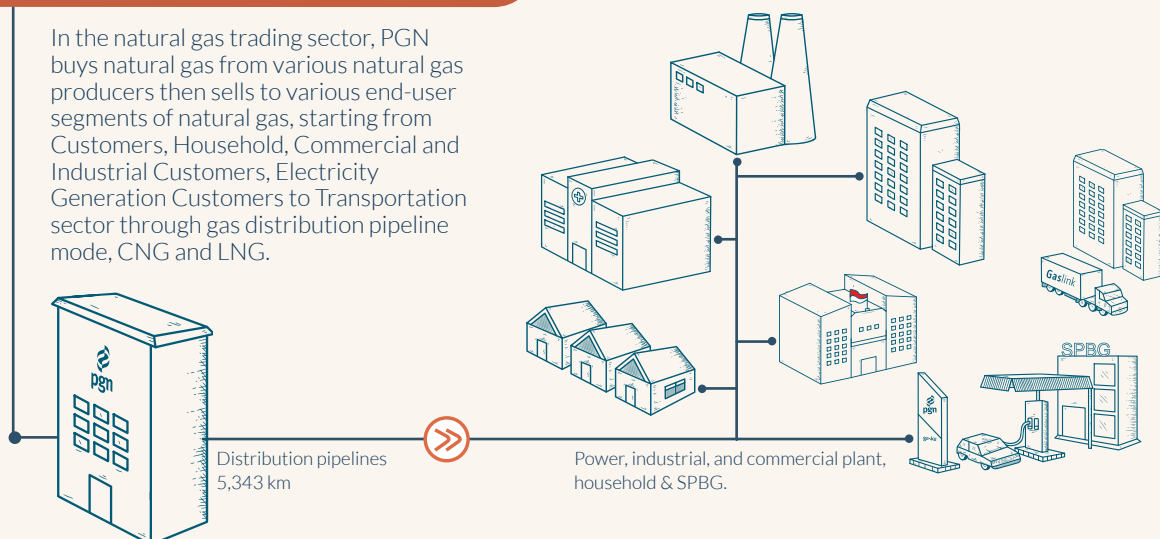 In the natural gas trading sector, PGN
buys natural gas from various natural gas
producers then sells to various end-user
segments of natural gas, starting from
Customers, Household, Commercial and
Industrial Customers, Electricity
Generation Customers to Transportation
sector through gas distribution pipeline
mode, CNG and LNG.
Gaslink
SPBG
pgn
pgn
go-ku
Distribution pipelines
5,343 km
Power, industrial, and commercial plant,
household & SPBG.